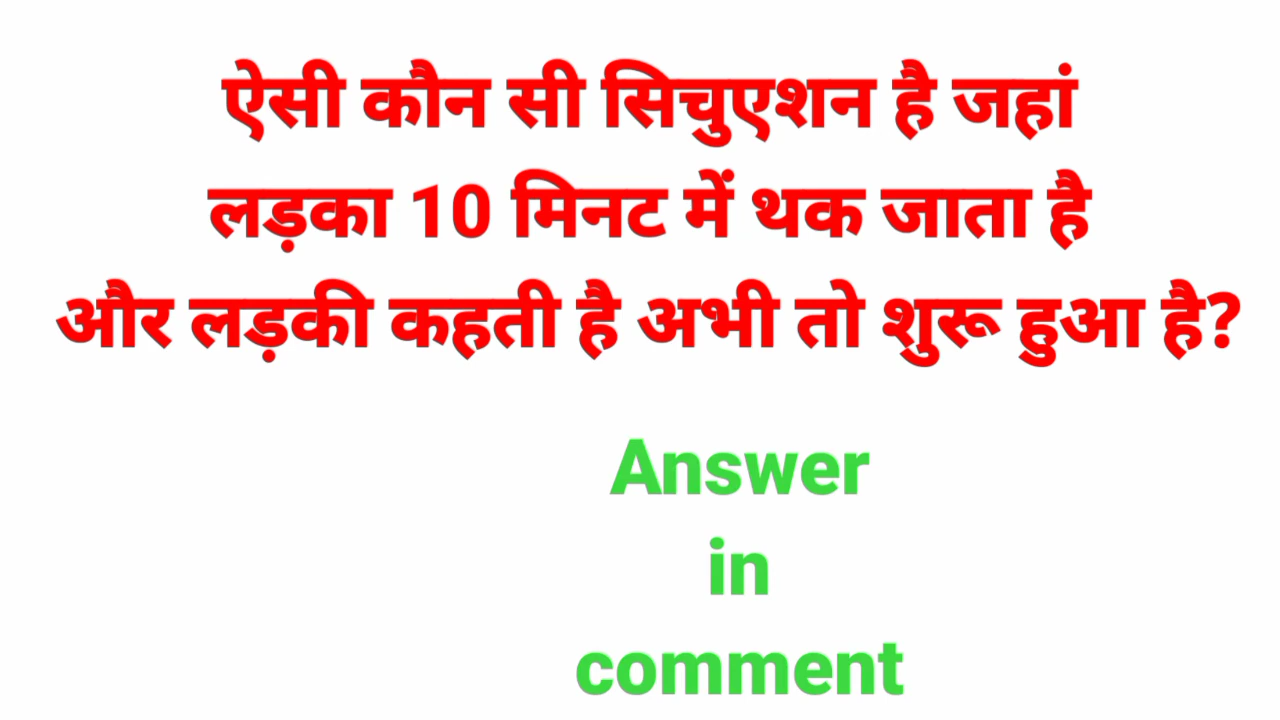 ऐसी कौन सी सिचुएशन है जहां
लड़का 10 मिनट में थक जाता है
और लड़की कहती है अभी तो शुरू हुआ है?
Answer
in
comment